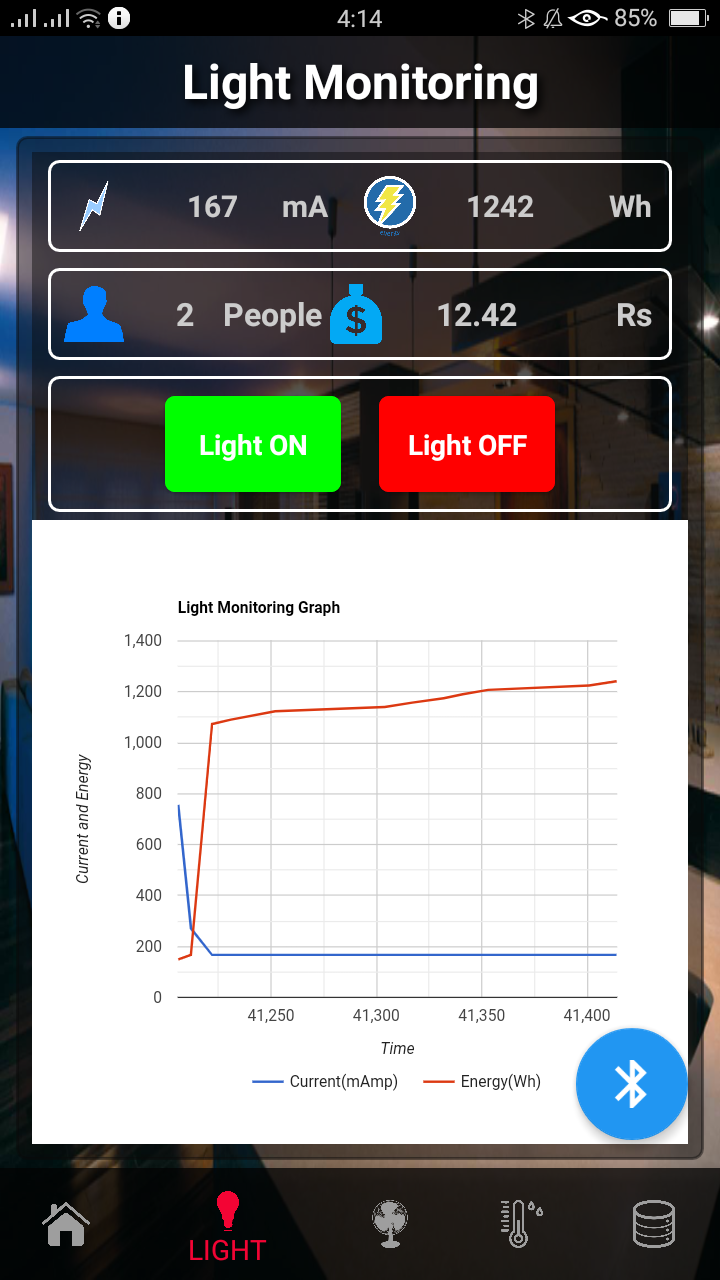 4:14 85%
Light Monitoring
167 mA 1242 Wh
2 People $ 12.42 Rs
Light ON Light OFF
Light Monitoring Graph
1,400
1,200
1,000
800
600
400
200
0
Current and Energy
41,250 41,300 41,350 41,400
Time
Current(mAmp) Energy(Wh)
LIGHT